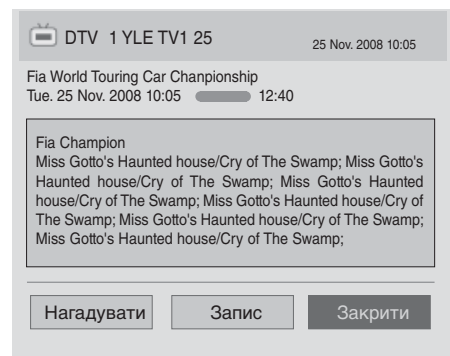 DTV 1 YLE TV1 25
25 Nov. 2008 10:05
Fia World Touring Car Chanpionship
Tue. 25 Nov. 2008 10:05 12:40
Fia Champion
Miss Gotto's Haunted house/Cry of The Swamp; Miss Gotto's
Haunted house/Cry of The Swamp; Miss Gotto's Haunted
house/Cry of The Swamp; Miss Gotto's Haunted house/Cry of
The Swamp; Miss Gotto's Haunted house/Cry of The Swamp;
Miss Gotto's Haunted house/Cry of The Swamp;
Нагадувати
Запис
Закрити